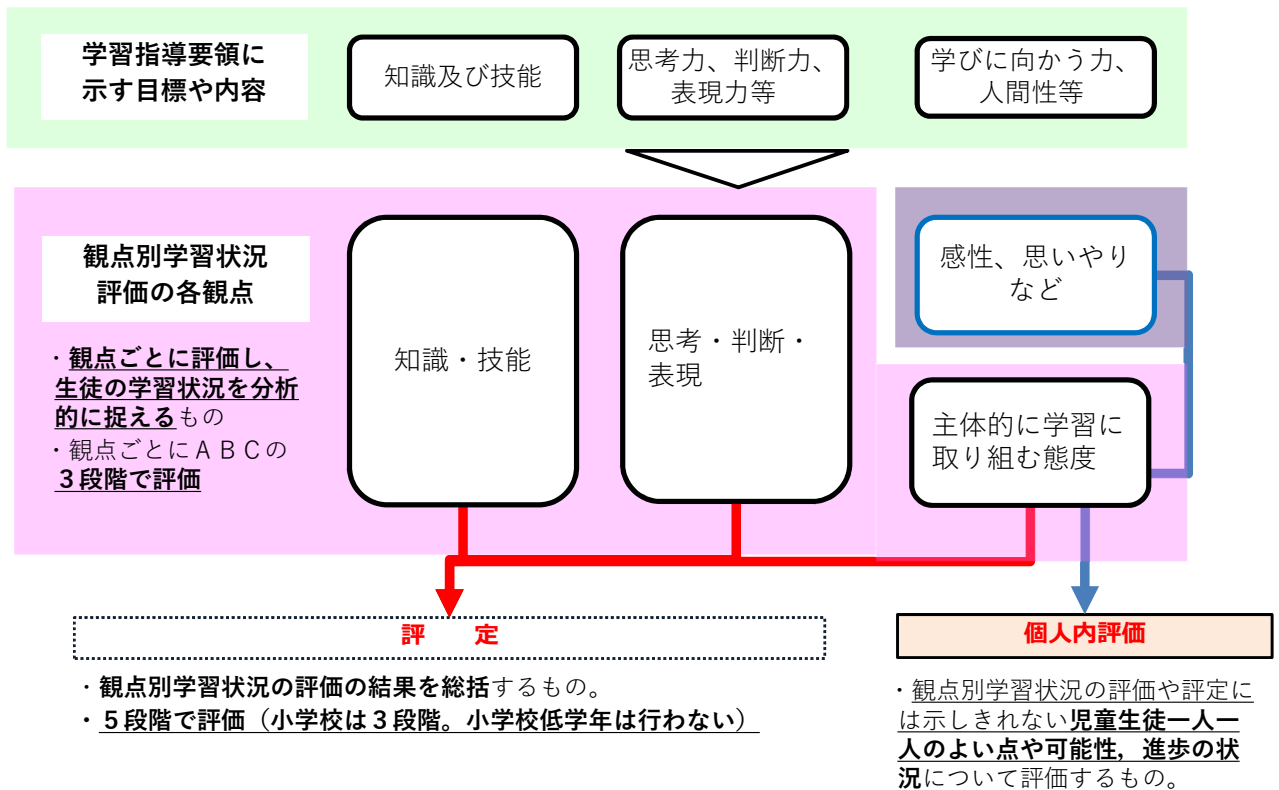 学習指導要領に
示す目標や内容
知識及び技能
思考力、判断力、
表現力等
学びに向かう力、
人間性等
観点別学習状況
評価の各観点
・観点ごとに評価し、
生徒の学習状況を分析
的に捉えるもの
・観点ごとにＡＢＣの
３段階で評価
知識・技能
思考・判断・
表現
感性、思いやり
など
主体的に学習に
取り組む態度
評　定
・観点別学習状況の評価の結果を総括するもの。
・５段階で評価（小学校は３段階。小学校低学年は行わない）
個人内評価
・観点別学習状況の評価や評定に
は示しきれない児童生徒一人一
人のよい点や可能性，進歩の状
況について評価するもの。